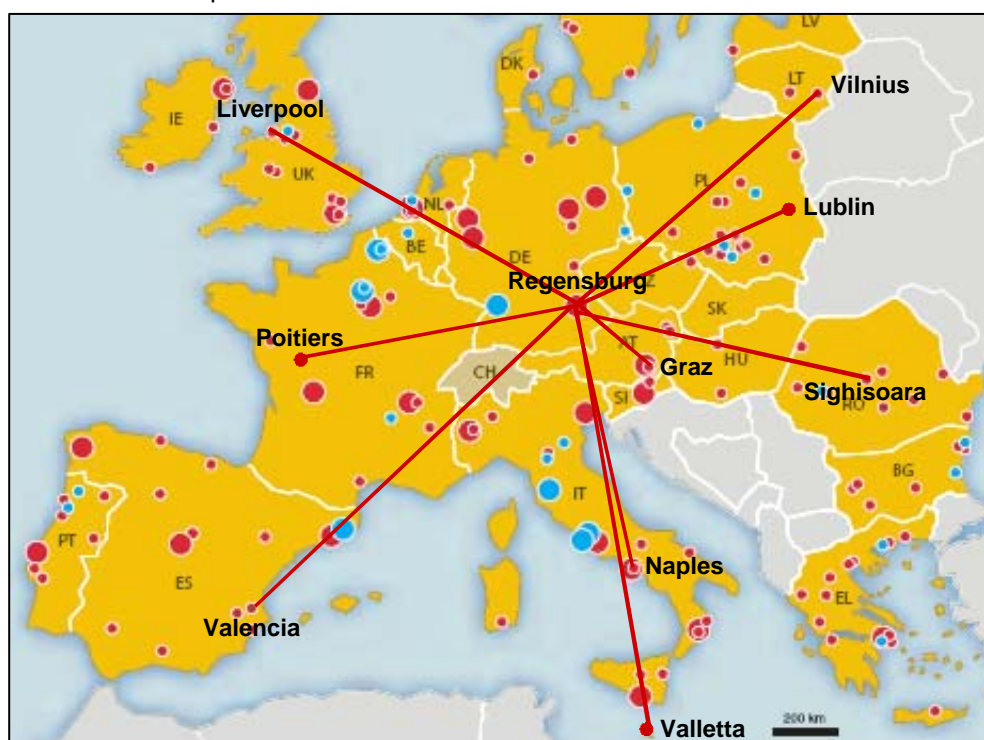 LV
DK
LT
Vilnius
Liverpool
IE
UK
PL
NL
Lublin
BE
DE
Regensburg
Z
SK
Poitiers
AT
FR
CH
HU
Graz
SI
Sighisoara
RO
BG
IT
PT
ES
Naples
EL
Valencia
Valletta
200 km